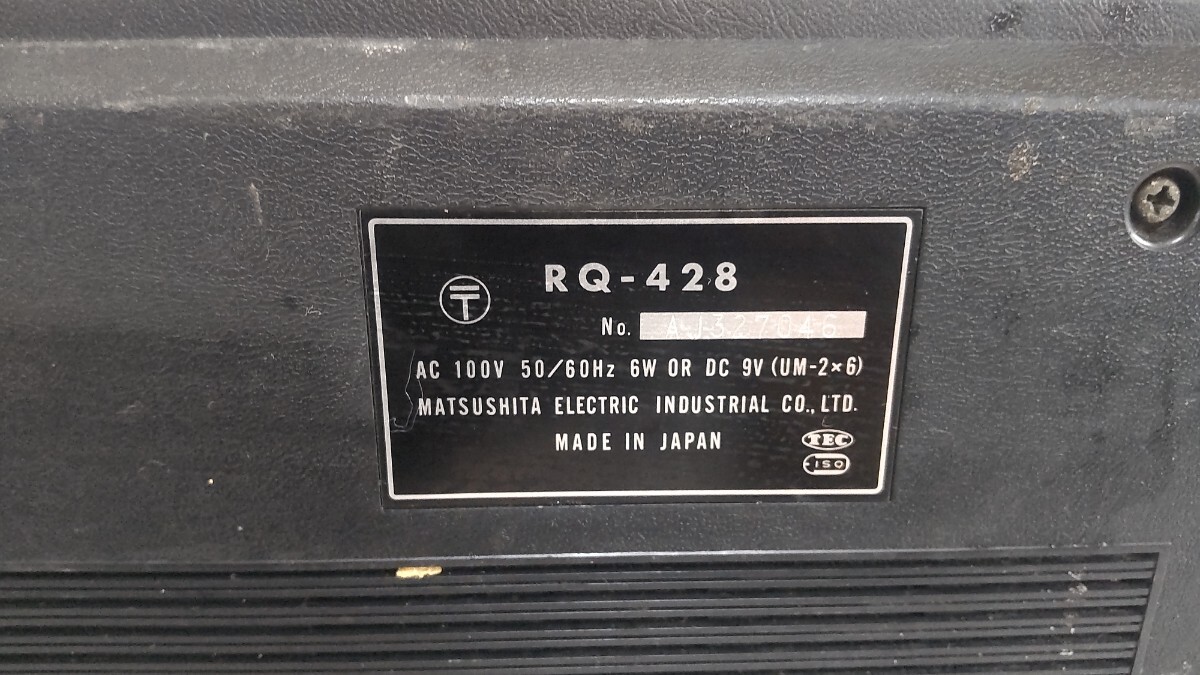 RQ-428
No. AJ327046
AC 100V 50/60Hz 6W OR DC 9V (UM-2×6)
MATSUSHITA ELECTRIC INDUSTRIAL CO., LTD.
MADE IN JAPAN
TEC
ISO